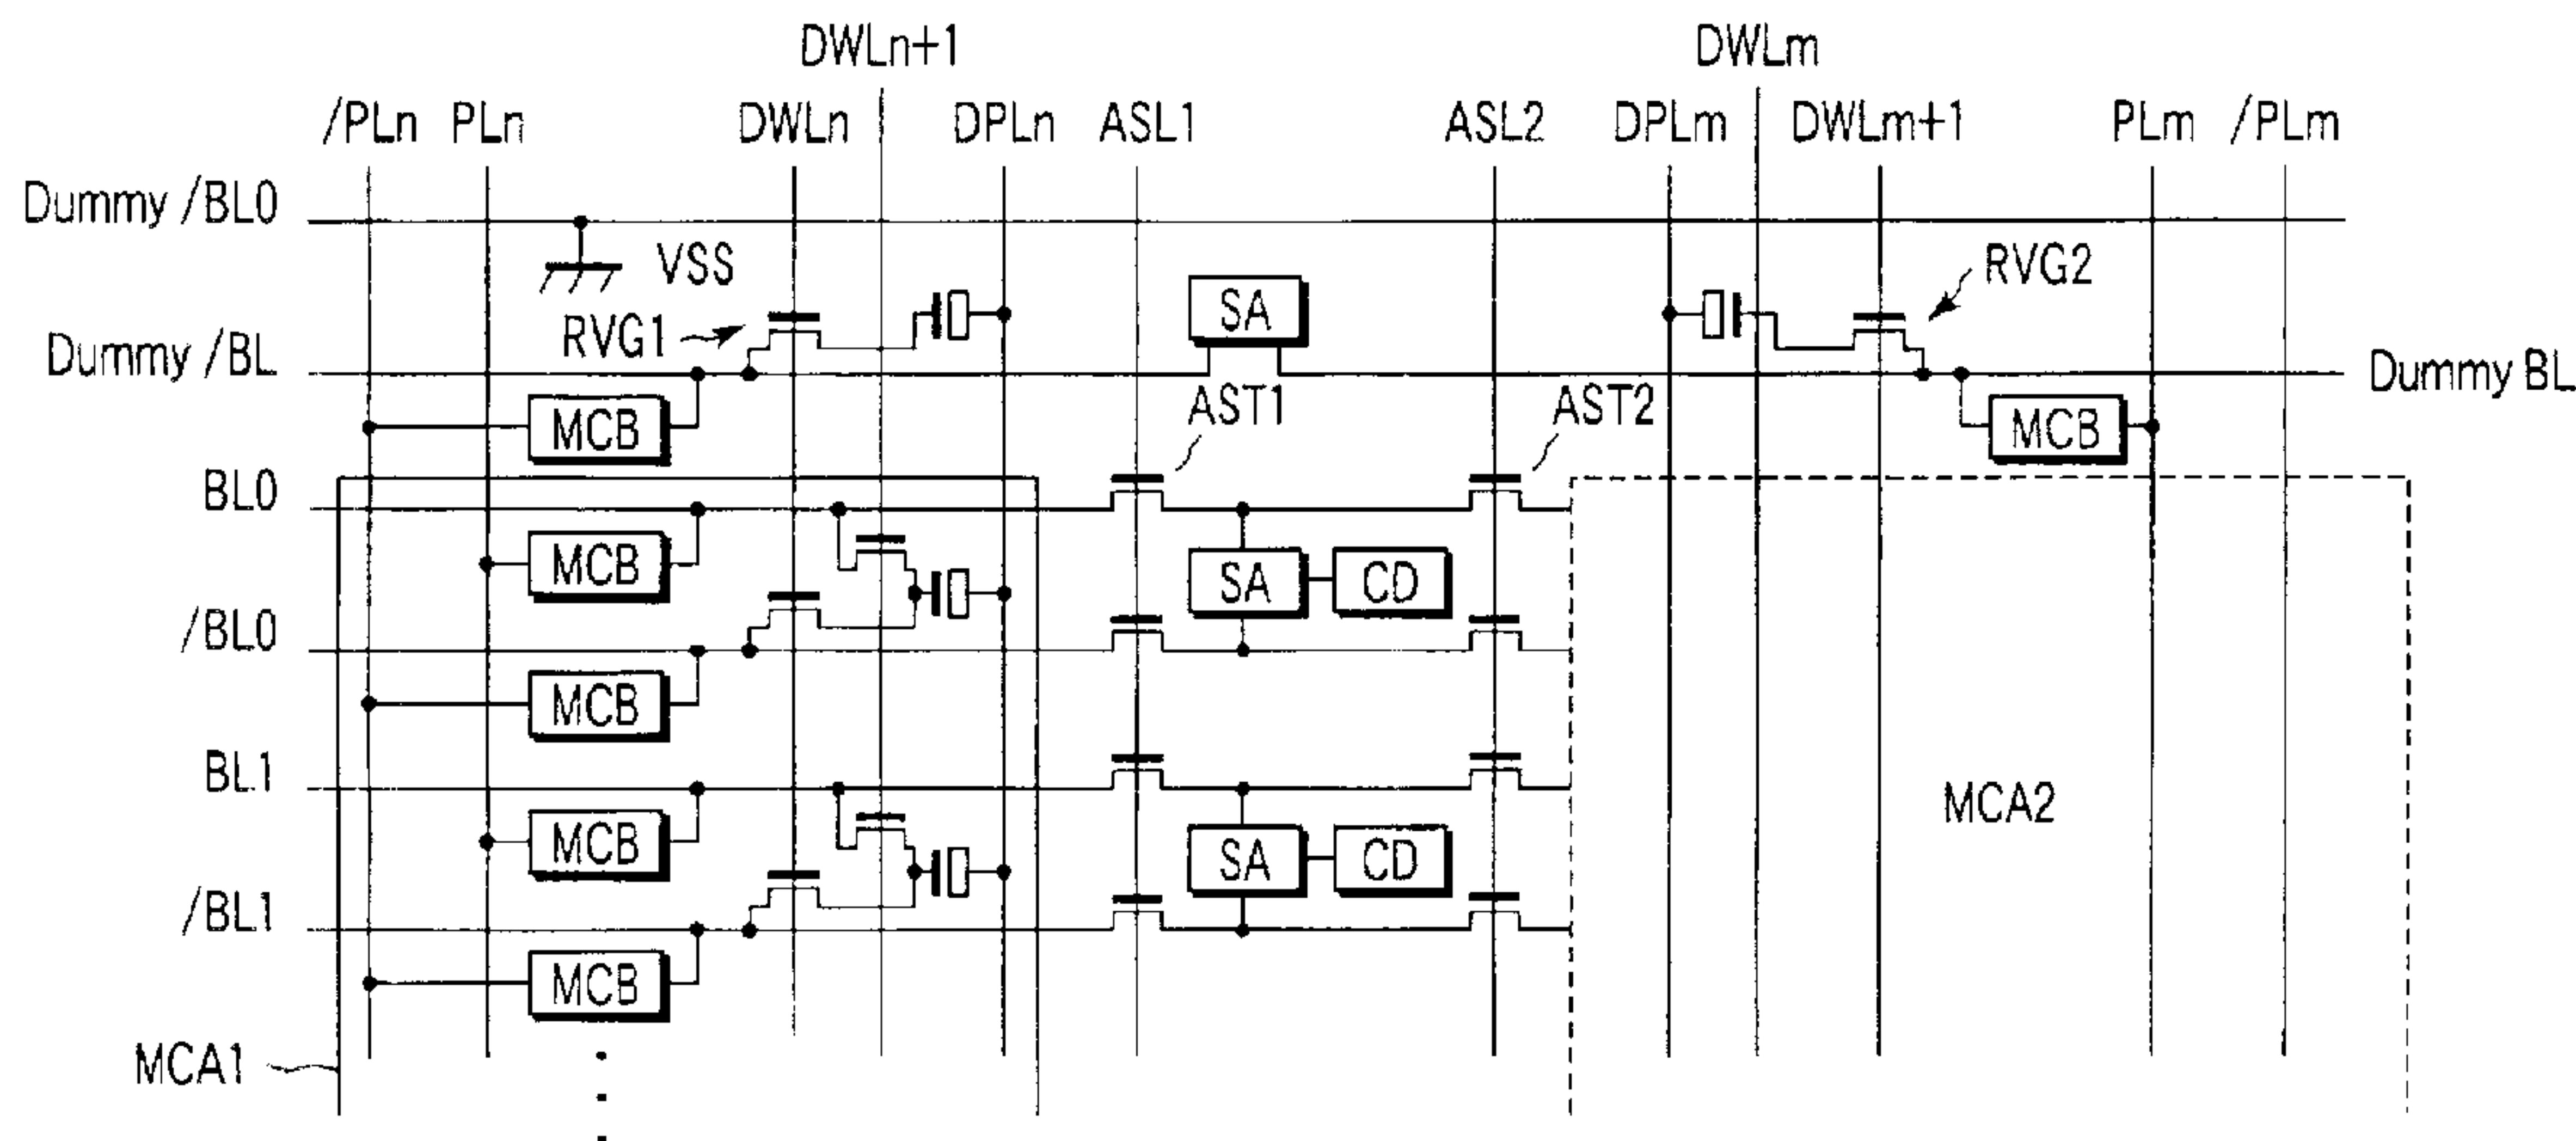 DWLn+1 DWLm
/PLn PLn DWLn DPLn ASL1 ASL2 DPLm DWLm+1 PLm /PLm
Dummy /BL0
VSS
RVG1 SA RVG2
Dummy /BL Dummy BL
MCB AST1 AST2 MCB
BL0
MCB SA CD
/BL0
MCB
BL1
MCB SA CD MCA2
/BL1
MCB
MCA1